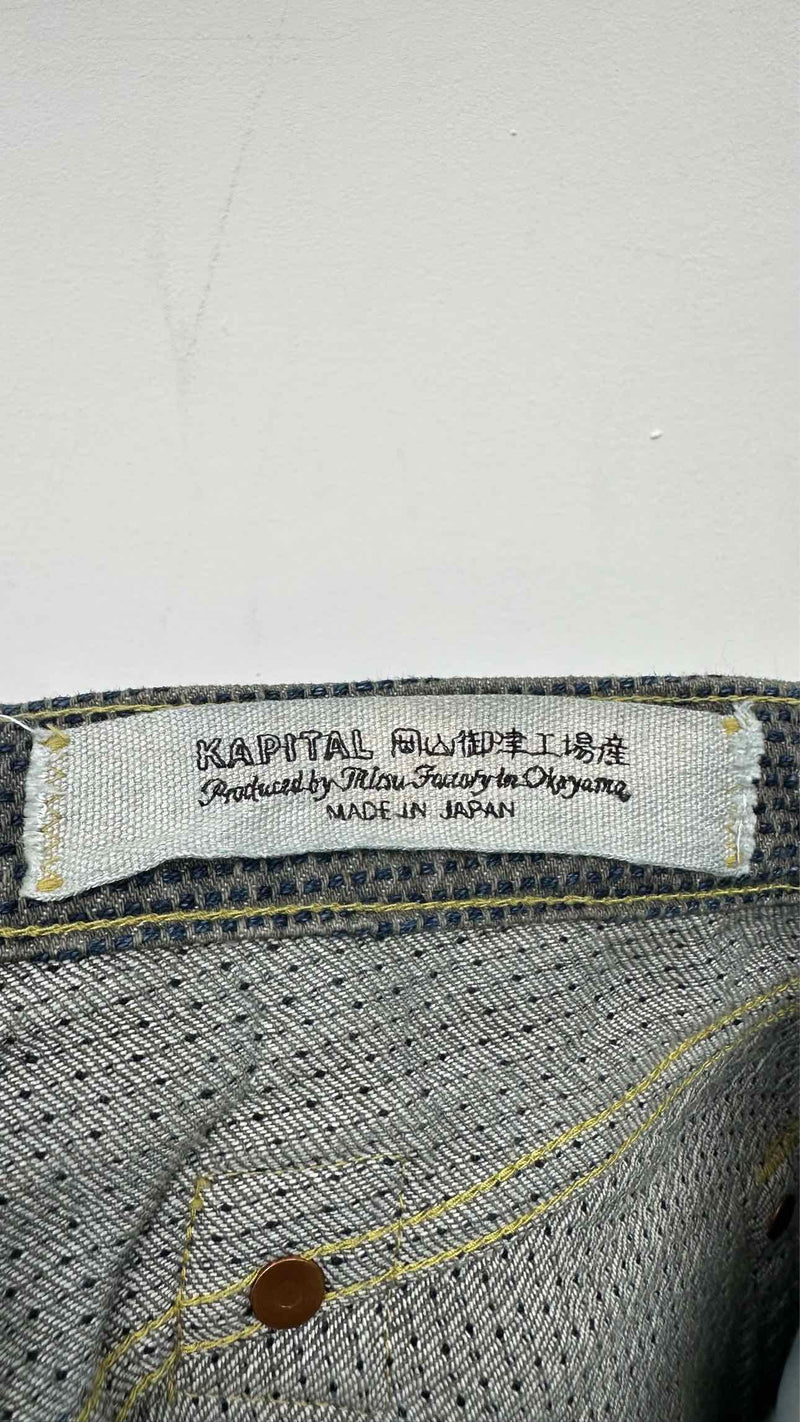 KAPITAL 岡山御津工場産
Produced by Mitsu Factory in Okayama
MADE IN JAPAN